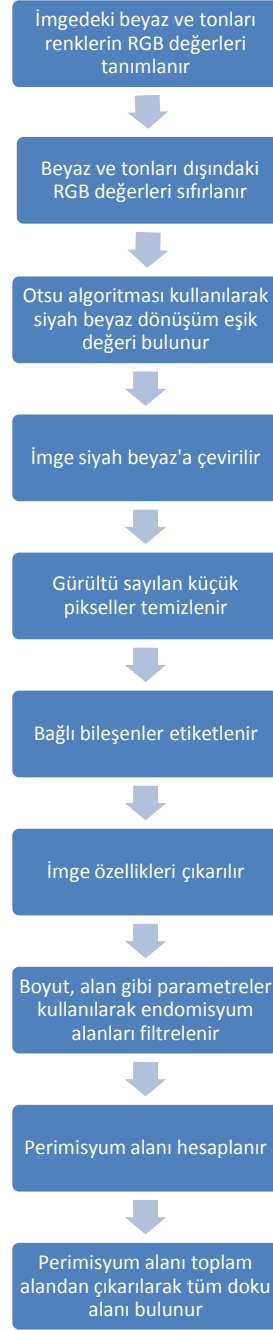 İmgedeki beyaz ve tonları
renklerin RGB değerleri
tanımlanır
Beyaz ve tonları dışındaki
RGB değerleri sıfırlanır
Otsu algoritması kullanılarak
siyah beyaz dönüşüm eşik
değeri bulunur
İmge siyah beyaz'a çevirilir
Gürültü sayılan küçük
pikseller temizlenir
Bağlı bileşenler etiketlenir
İmge özellikleri çıkarılır
Boyut, alan gibi parametreler
kullanılarak endomisyum
alanları filtrelenir
Perimisyum alanı hesaplanır
Perimisyum alanı toplam
alandan çıkarılarak tüm doku
alanı bulunur